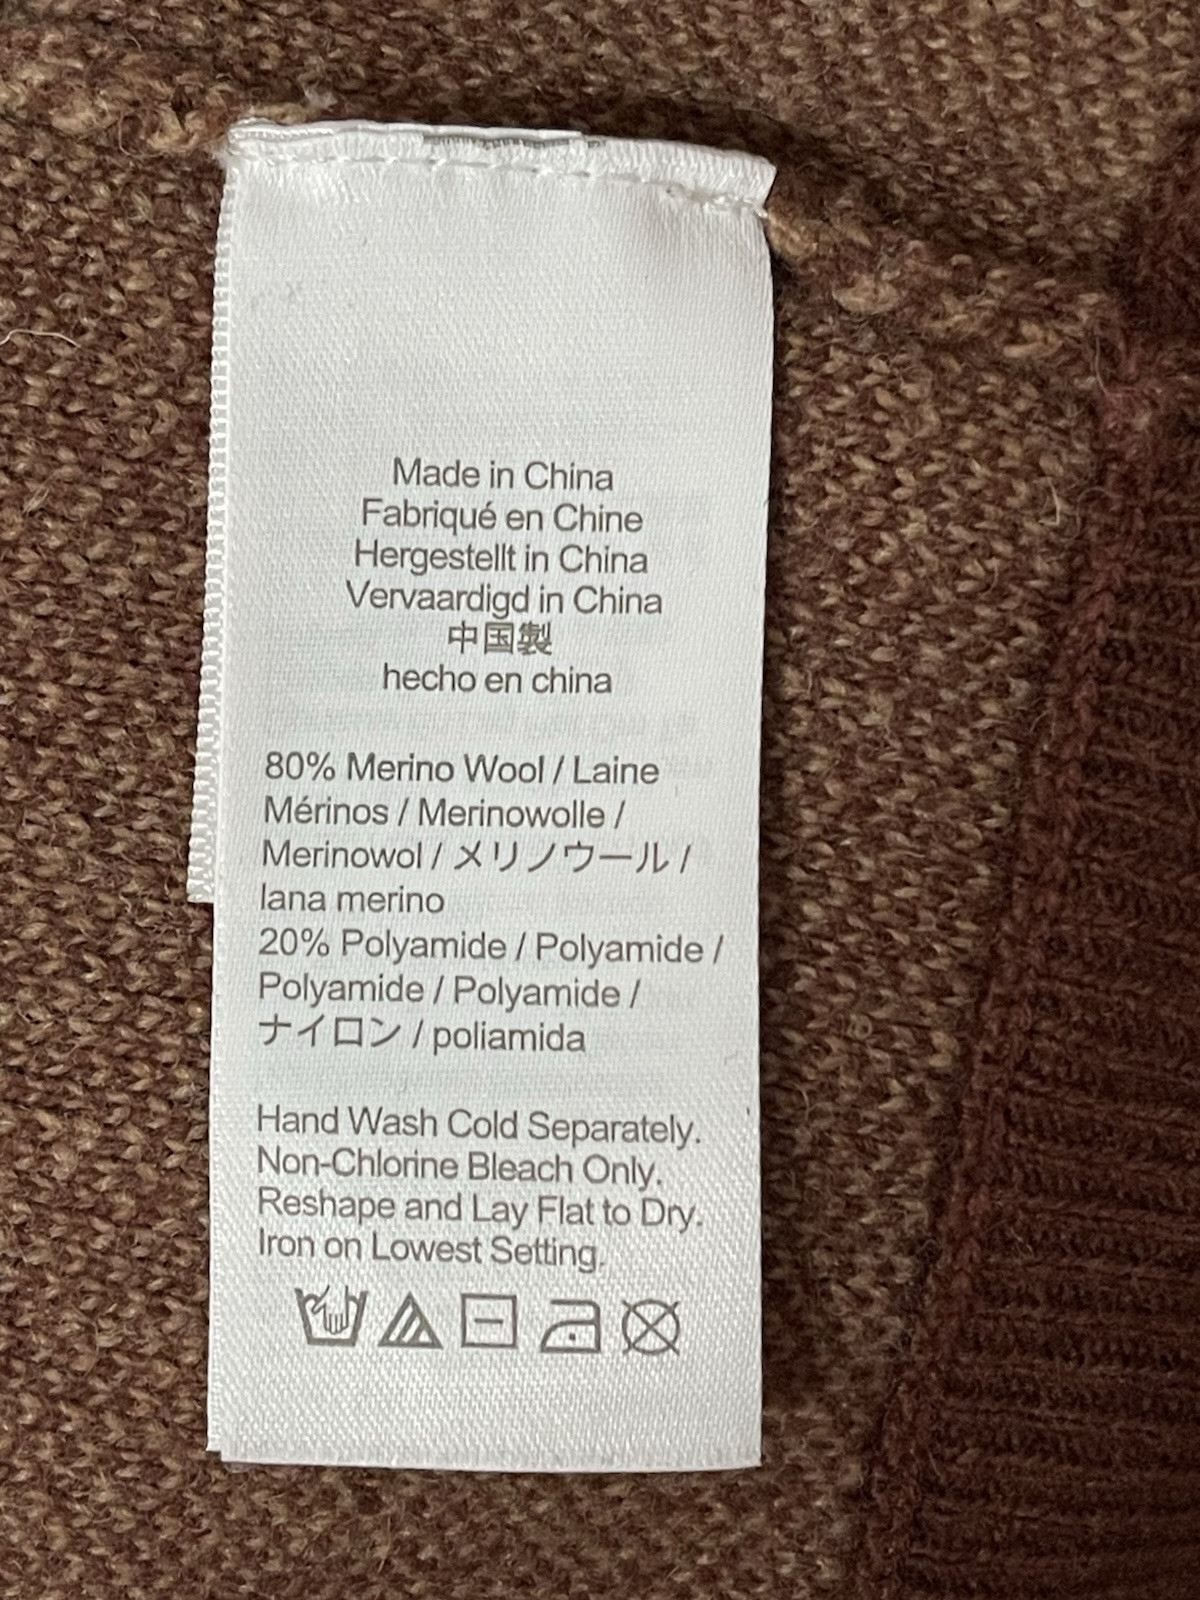 Made in China
Fabriqué en Chine
Hergestellt in China
Vervaardigd in China
中国製
hecho en china
80% Merino Wool / Laine
Mérinos / Merinowolle /
Merinowol / メリノウール /
lana merino
20% Polyamide / Polyamide /
Polyamide / Polyamide /
ナイロン / poliamida
Hand Wash Cold Separately.
Non-Chlorine Bleach Only.
Reshape and Lay Flat to Dry.
Iron on Lowest Setting.